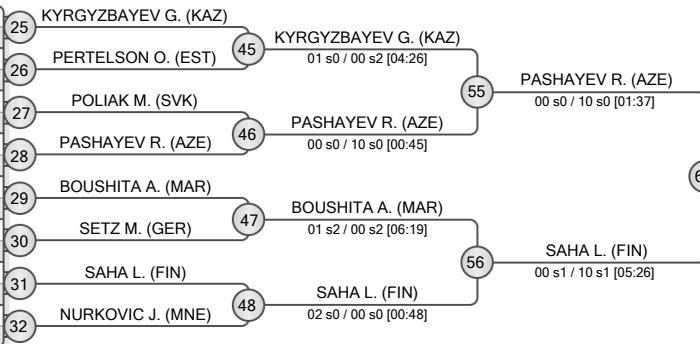 25
KYRGYZBAYEV G. (KAZ)
26
PERTELSON O. (EST)
45
KYRGYZBAYEV G. (KAZ)
01 s0 / 00 s2 [04:26]
27
POLIAK M. (SVK)
28
PASHAYEV R. (AZE)
46
PASHAYEV R. (AZE)
00 s0 / 10 s0 [00:45]
55
PASHAYEV R. (AZE)
00 s0 / 10 s0 [01:37]
29
BOUSHITA A. (MAR)
30
SETZ M. (GER)
47
BOUSHITA A. (MAR)
01 s2 / 00 s2 [06:19]
31
SAHA L. (FIN)
32
NURKOVIC J. (MNE)
48
SAHA L. (FIN)
02 s0 / 00 s0 [00:48]
56
SAHA L. (FIN)
00 s1 / 10 s1 [05:26]